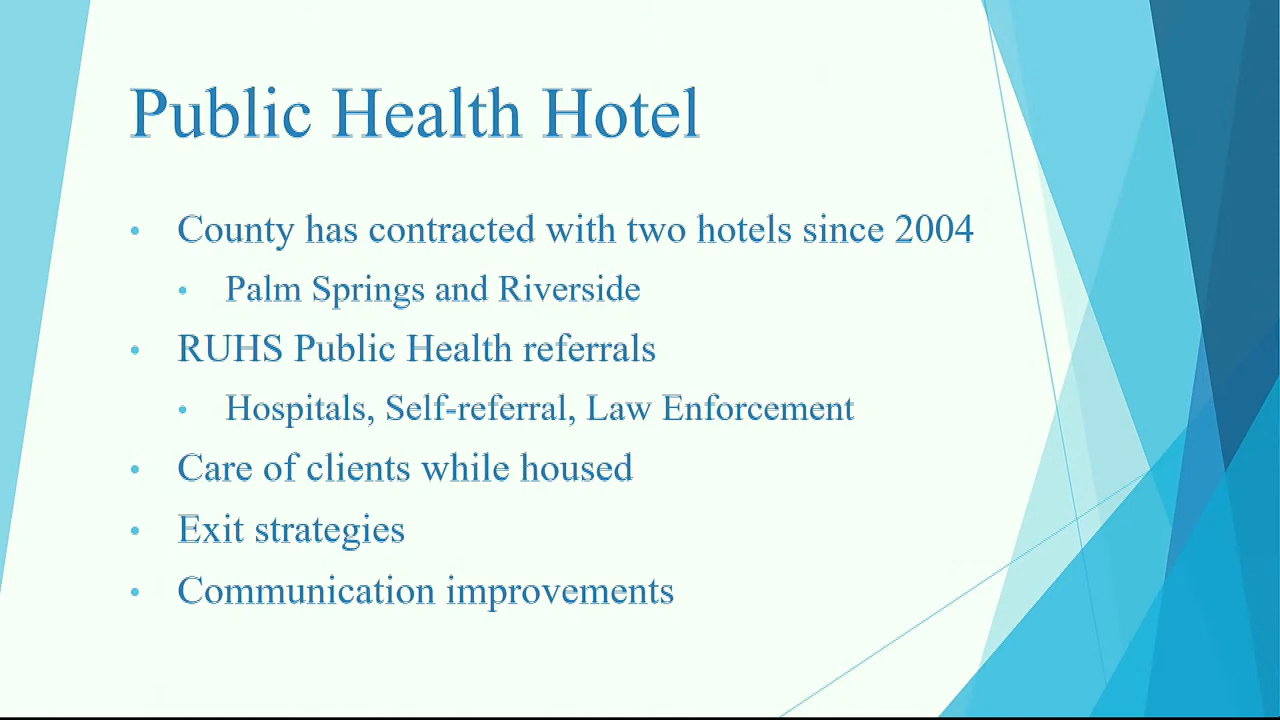 Public Health Hotel
• County has contracted with two hotels since 2004
• Palm Springs and Riverside
• RUHS Public Health referrals
• Hospitals, Self-referral, Law Enforcement
• Care of clients while housed
• Exit strategies
• Communication improvements